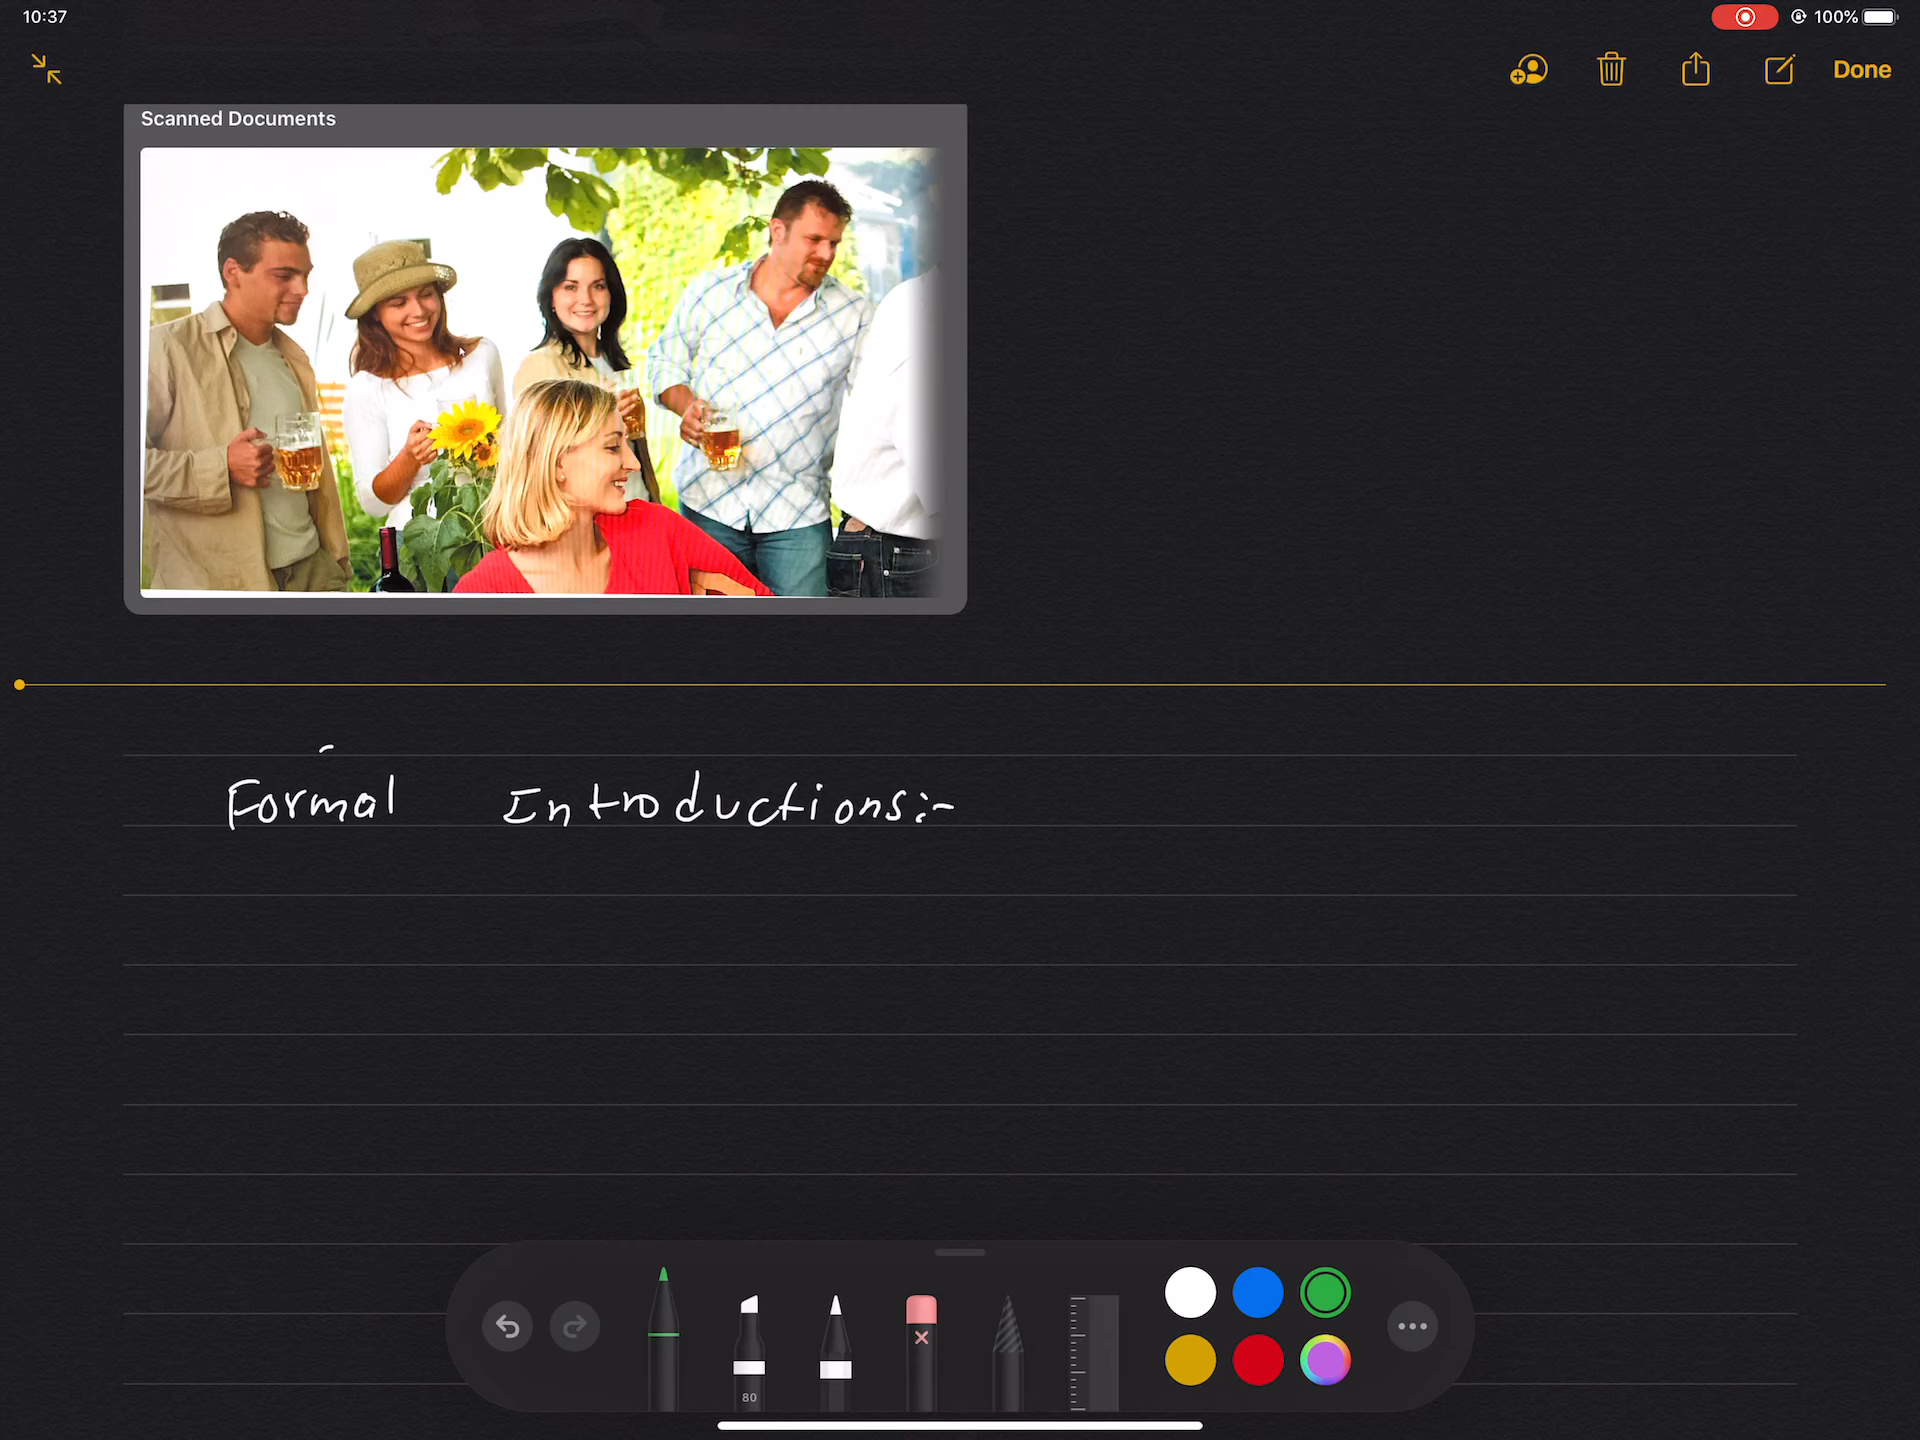 10:37
100%
Done
Scanned Documents
Formal Introductions:-
80